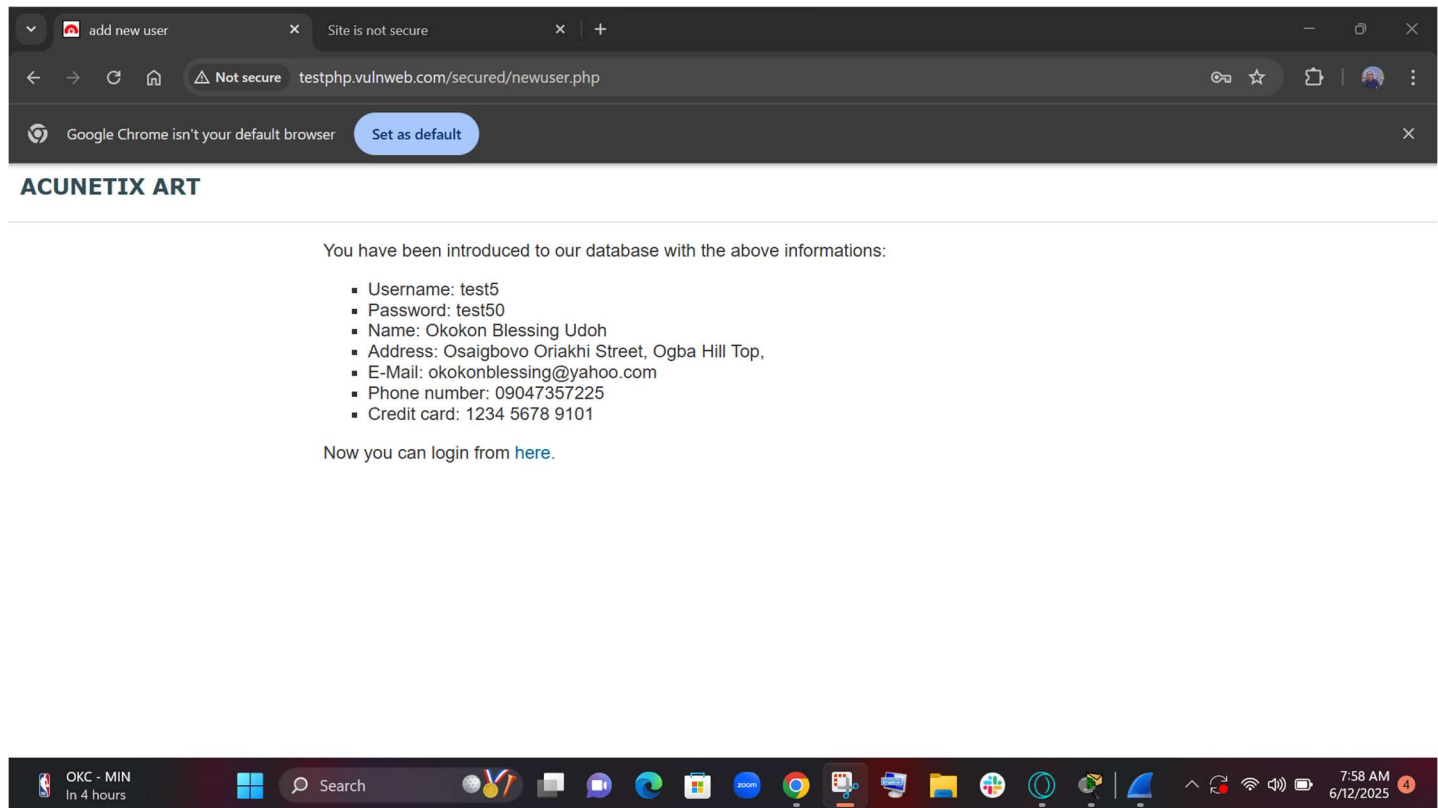 add new user
Site is not secure
Not secure testphp.vulnweb.com/secured/newuser.php
Google Chrome isn't your default browser Set as default
ACUNETIX ART
You have been introduced to our database with the above informations:
Username: test5
Password: test50
Name: Okokon Blessing Udoh
Address: Osaigbovo Oriakhi Street, Ogba Hill Top,
E-Mail: okokonblessing@yahoo.com
Phone number: 09047357225
Credit card: 1234 5678 9101
Now you can login from here.
OKC - MIN
In 4 hours
Search
zoom
7:58 AM
6/12/2025
4